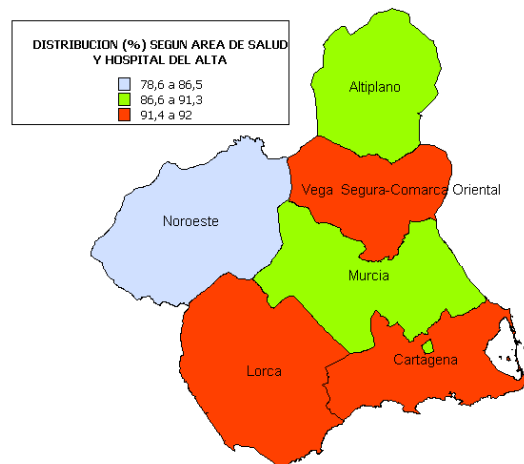 DISTRIBUCION (%) SEGUN AREA DE SALUD
Y HOSPITAL DEL ALTA
78,6 a 86,5
86,6 a 91,3
91,4 a 92
Altiplano
Vega Segura-Comarca Oriental
Noroeste
Murcia
Cartagena
Lorca